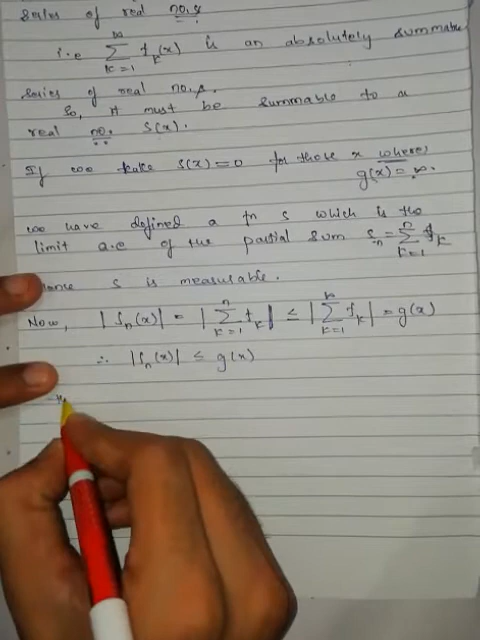 series of real no.s
i.e ∑_{k=1}^{∞} f_k(x) is an absolutely summable
series of real no.s.
So, it must be summable to a
real no. s(x).
If we take s(x)=0 for those x where
g(x)=∞.
we have defined a fn s which is the
limit a.e of the partial sum s_n = ∑_{k=1}^{n} f_k
Hence s is measurable.
Now, |s_n(x)| = |∑_{k=1}^{n} f_k| ≤ |∑_{k=1}^{∞} f_k| = g(x)
∴ |s_n(x)| ≤ g(x)